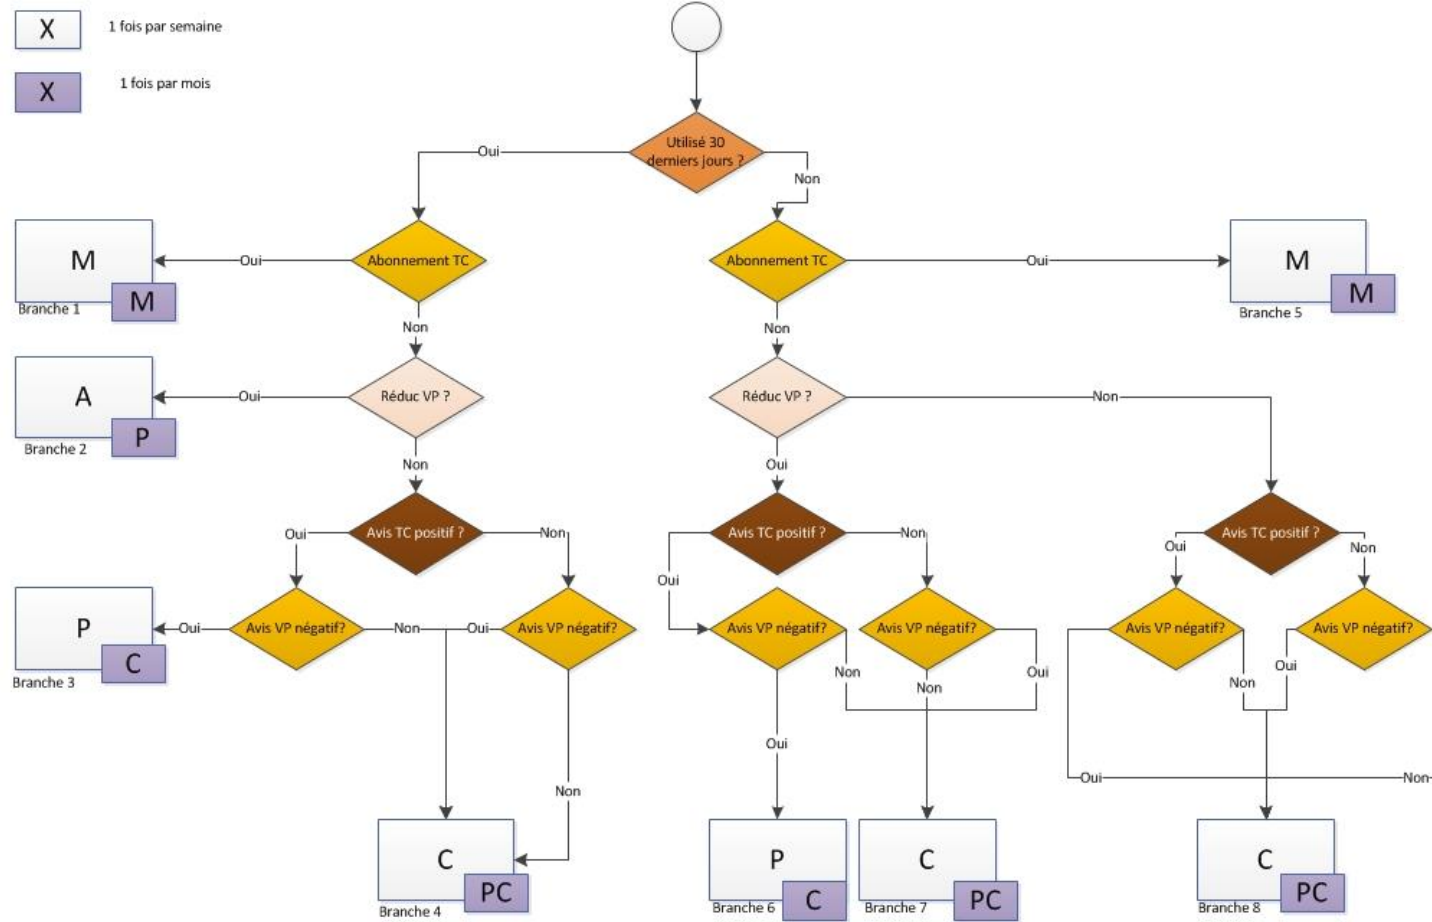 X
1 fois par semaine
X
1 fois par mois
Utilisé 30
derniers jours ?
Oui
Non
M
M
Branche 1
Oui
Abonnement TC
Abonnement TC
Oui
M
M
Branche 5
Non
Non
A
P
Branche 2
Oui
Réduc VP ?
Réduc VP ?
Non
Non
Oui
Oui
Avis TC positif ?
Non
Avis TC positif ?
Non
Oui
Avis TC positif ?
Oui
Non
P
C
Branche 3
Oui
Avis VP négatif?
Non
Oui
Avis VP négatif?
Avis VP négatif?
Avis VP négatif?
Avis VP négatif?
Avis VP négatif?
Non
Non
Oui
Non
Oui
Oui
Non
Oui
Non
C
PC
Branche 4
P
C
Branche 6
C
PC
Branche 7
C
PC
Branche 8